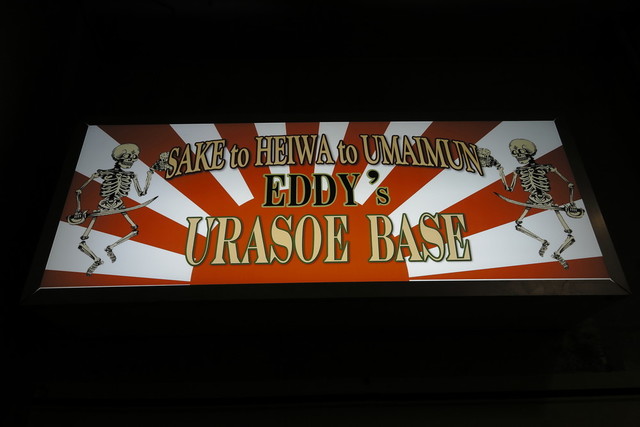 SAKE to HEIWA to UMAIMUN
EDDY's
URASOE BASE